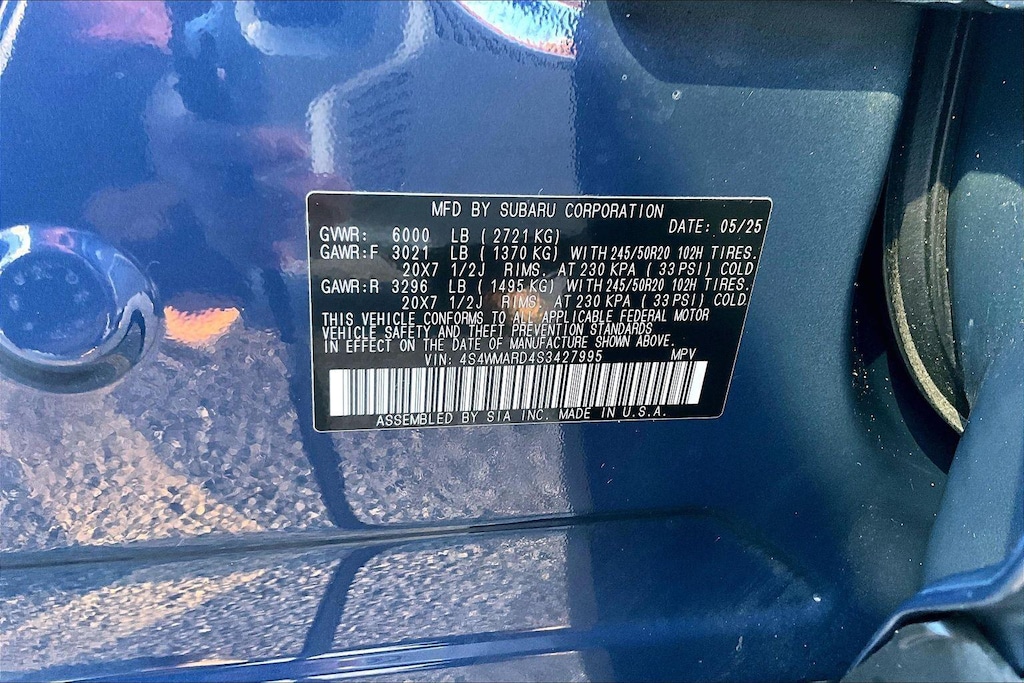 MFD BY SUBARU CORPORATION
DATE: 05/25
GVWR: 6000 LB ( 2721 KG)
GAWR:F 3021 LB ( 1370 KG) WITH 245/50R20 102H TIRES.
20X7 1/2J RIMS. AT 230 KPA ( 33 PSI) COLD
GAWR:R 3296 LB ( 1495 KG) WITH 245/50R20 102H TIRES.
20X7 1/2J RIMS. AT 230 KPA ( 33 PSI) COLD.
THIS VEHICLE CONFORMS TO ALL APPLICABLE FEDERAL MOTOR
VEHICLE SAFETY AND THEFT PREVENTION STANDARDS
IN EFFECT ON THE DATE OF MANUFACTURE SHOWN ABOVE.
VIN: 4S4WMARD4S3427995 MPV
ASSEMBLED BY SIA INC. MADE IN U.S.A.